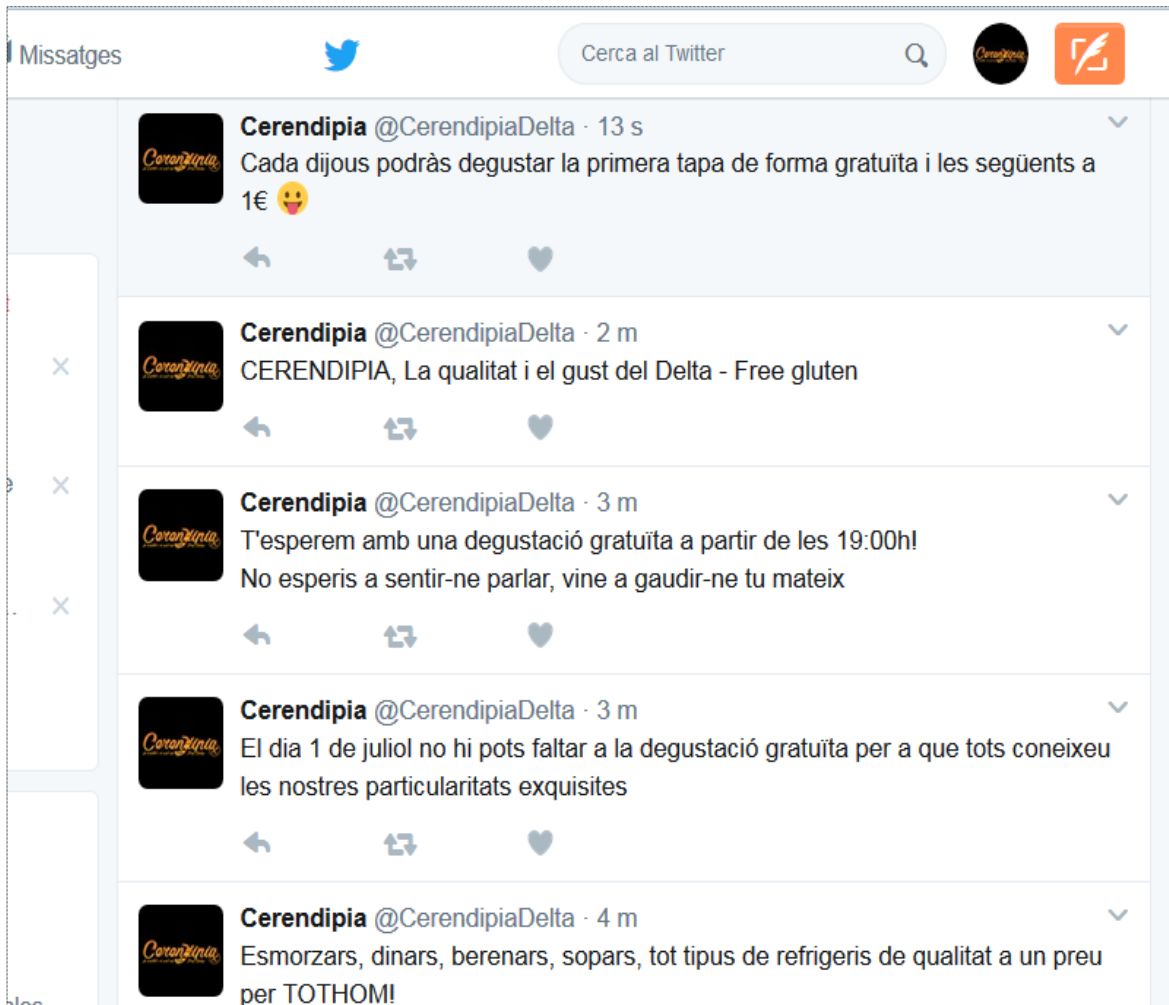 Missatges
Cerca al Twitter
Cerendipia
Cerendipia @CerendipiaDelta · 13 s
Cada dijous podràs degustar la primera tapa de forma gratuïta i les següents a
1€ 😛
Cerendipia
Cerendipia @CerendipiaDelta · 2 m
CERENDIPIA, La qualitat i el gust del Delta - Free gluten
Cerendipia
Cerendipia @CerendipiaDelta · 3 m
T'esperem amb una degustació gratuïta a partir de les 19:00h!
No esperis a sentir-ne parlar, vine a gaudir-ne tu mateix
Cerendipia
Cerendipia @CerendipiaDelta · 3 m
El dia 1 de juliol no hi pots faltar a la degustació gratuïta per a que tots coneixeu
les nostres particularitats exquisites
Cerendipia
Cerendipia @CerendipiaDelta · 4 m
Esmorzars, dinars, berenars, sopars, tot tipus de refrigeris de qualitat a un preu
per TOTHOM!